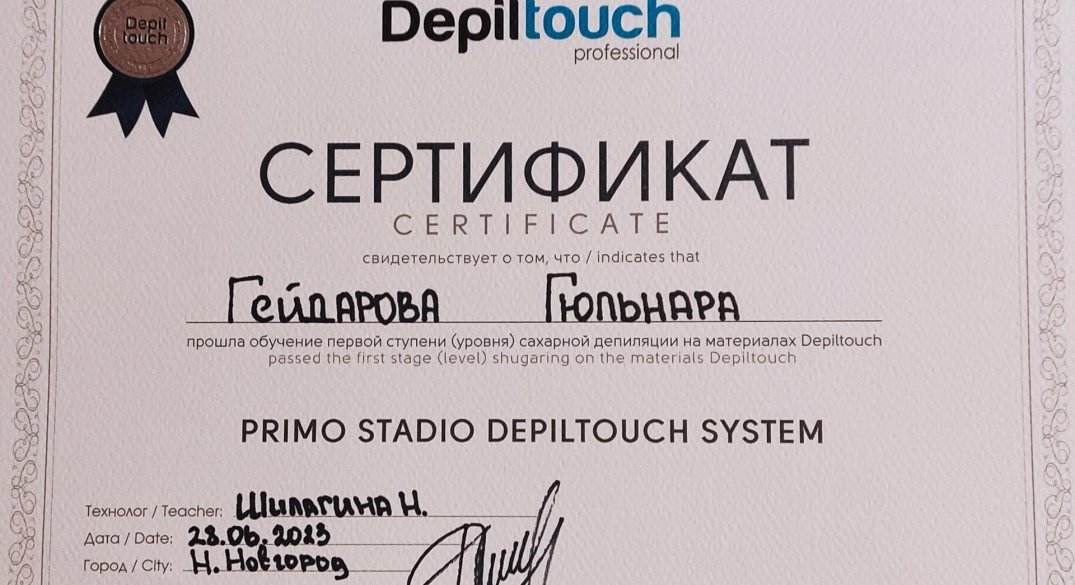 Depil
touch
Depiltouch
professional
СЕРТИФИКАТ
CERTIFICATE
свидетельствует о том, что / indicates that
Гейдарова Гюльнара
прошла обучение первой ступени (уровня) сахарной депиляции на материалах Depiltouch
passed the first stage (level) shugaring on the materials Depiltouch
PRIMO STADIO DEPILTOUCH SYSTEM
Технолог / Teacher: Шилагина Н.
Дата / Date: 28.06.2023
Город / City: Н. Новгород